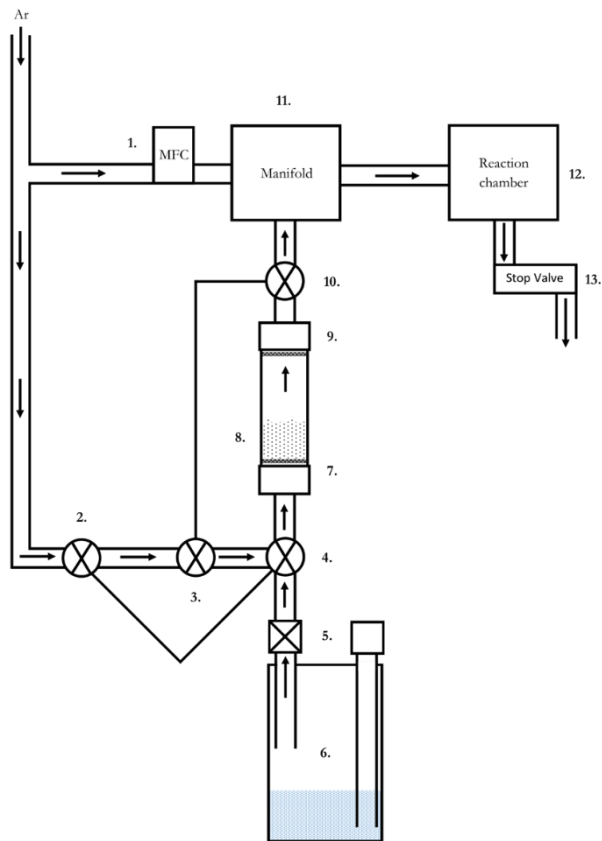 Ar
11.
1.
MFC
Manifold
Reaction
chamber
12.
Stop Valve
13.
10.
9.
8.
7.
2.
4.
3.
5.
6.